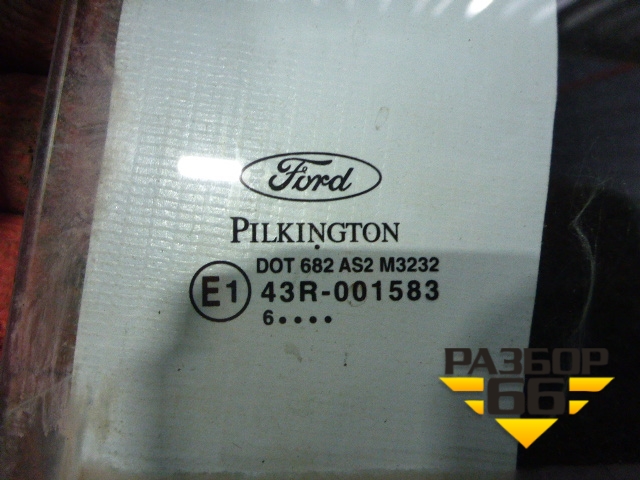 Ford
PILKINGTON
DOT 682 AS2 M3232
E1 43R-001583
6••••
РАЗБОР
66